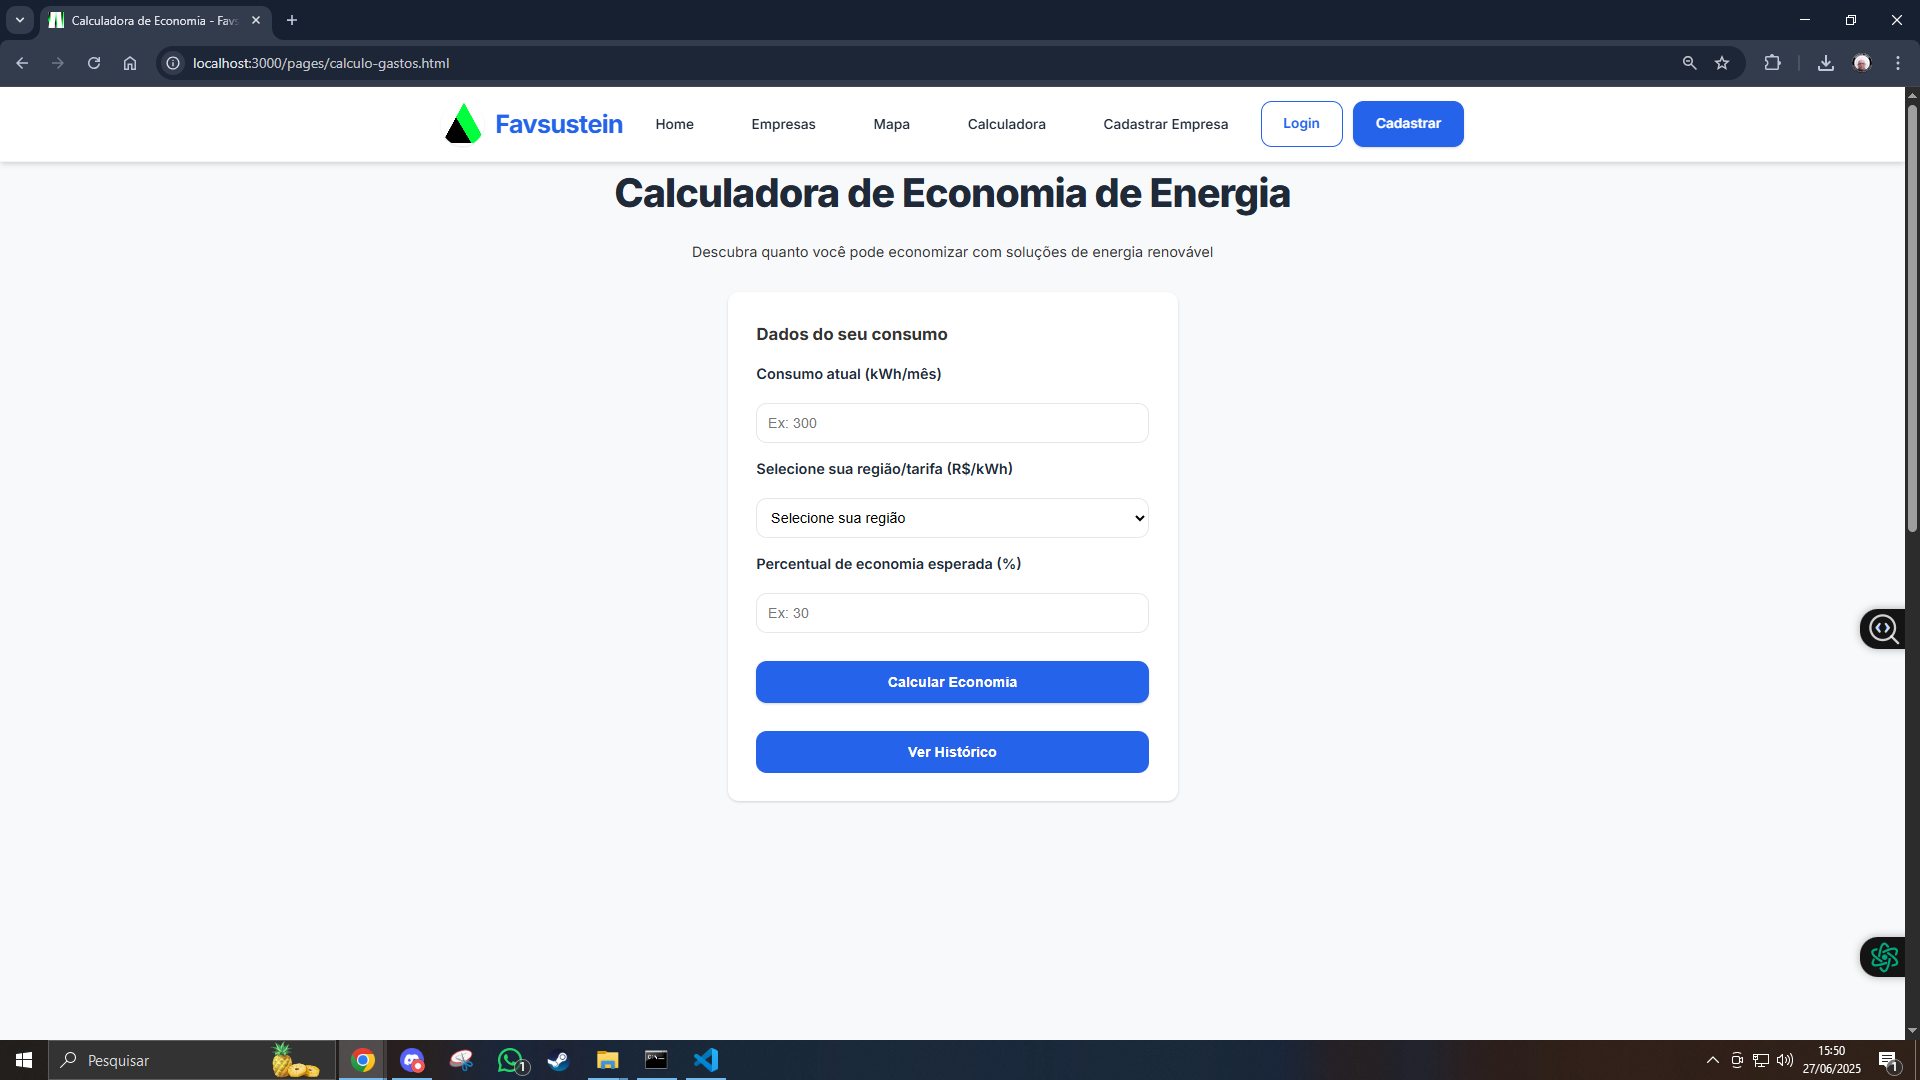 Calculadora de Economia - Favs
localhost:3000/pages/calculo-gastos.html
Favsustein
Home
Empresas
Mapa
Calculadora
Cadastrar Empresa
Login
Cadastrar
Calculadora de Economia de Energia
Descubra quanto você pode economizar com soluções de energia renovável
Dados do seu consumo
Consumo atual (kWh/mês)
Ex: 300
Selecione sua região/tarifa (R$/kWh)
Selecione sua região
Percentual de economia esperada (%)
Ex: 30
Calcular Economia
Ver Histórico
Pesquisar
1
15:50
27/06/2025
1